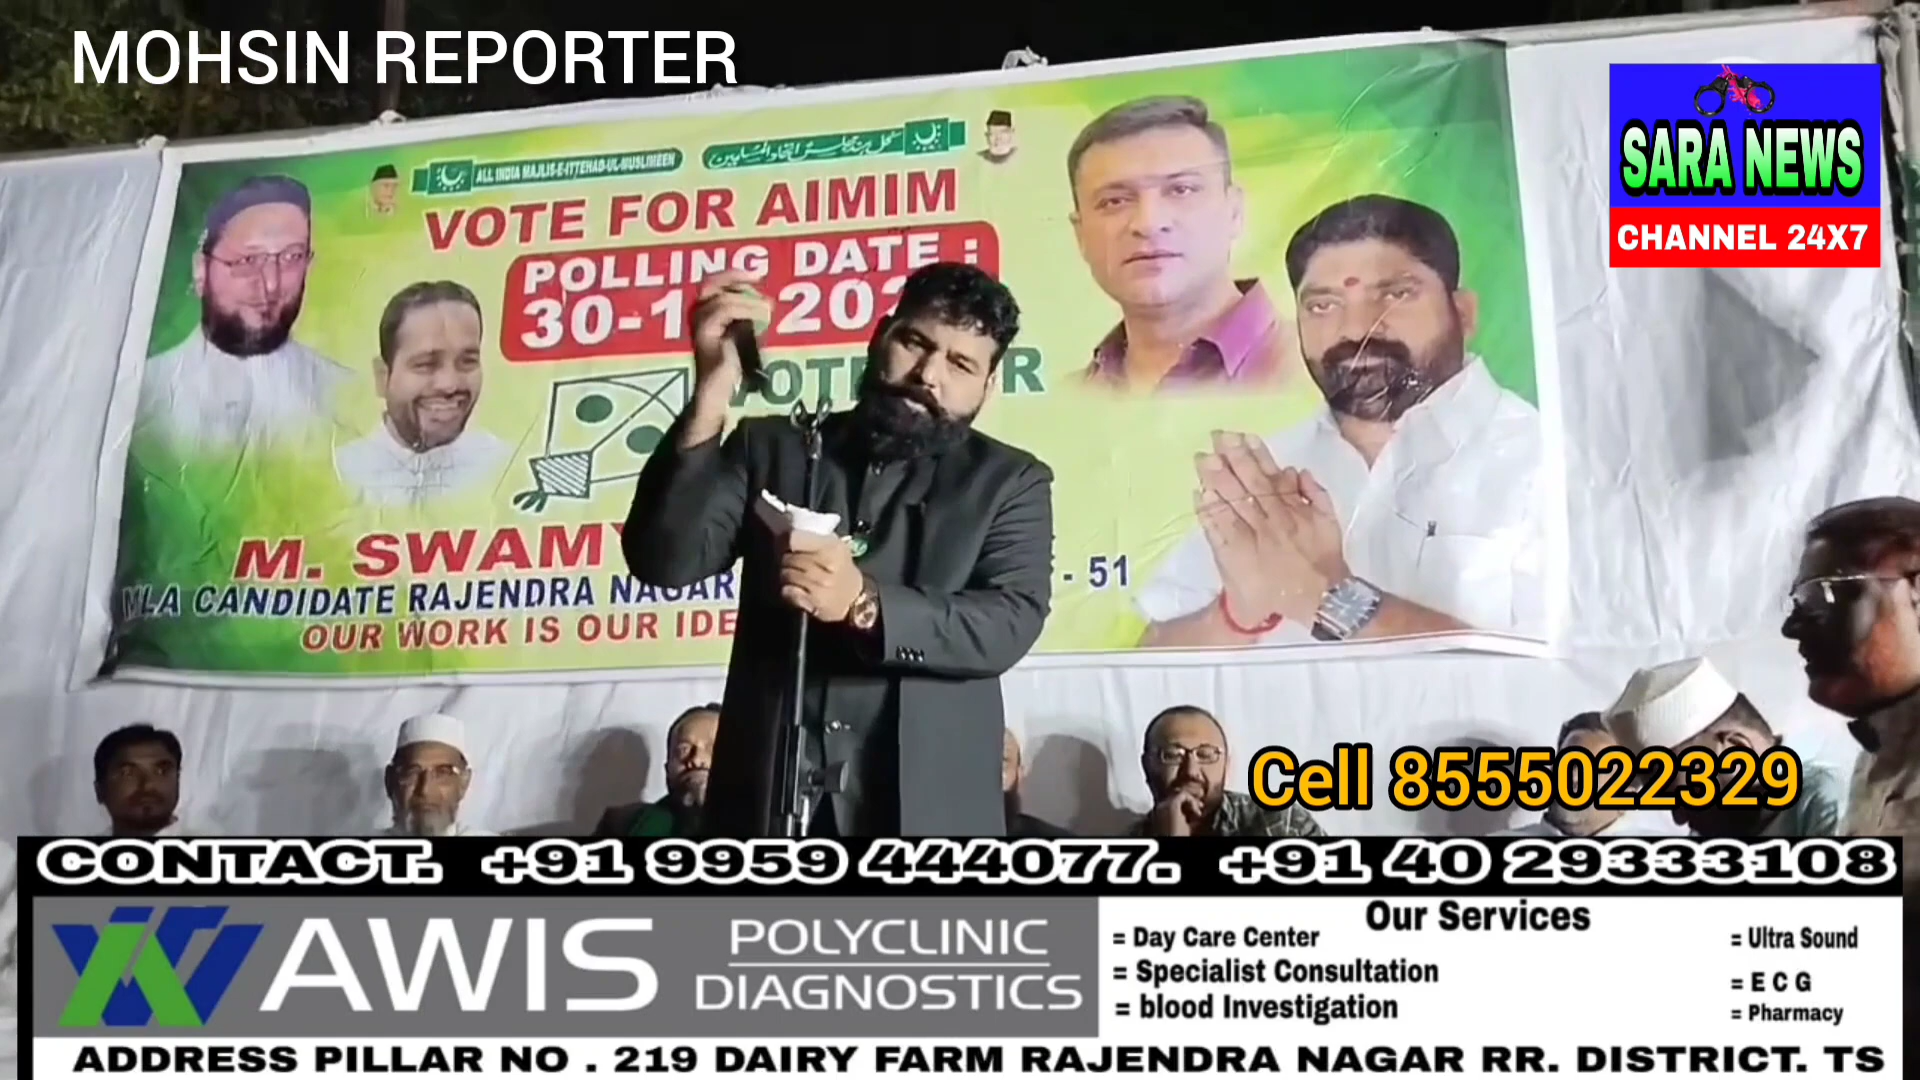 MOHSIN REPORTER
SARA NEWS
CHANNEL 24X7
ALL INDIA MAJLIS-E-ITTEHAD-UL-MUSLIMEEN
VOTE FOR AIMIM
POLLING DATE :
30-1 202
VOTE R
M. SWAMY
MLA CANDIDATE RAJENDRA NAGAR - 51
OUR WORK IS OUR IDE
Cell 8555022329
CONTACT. +91 9959 444077. +91 40 29333108
AWIS POLYCLINIC
DIAGNOSTICS
Our Services
= Day Care Center
= Specialist Consultation
= blood Investigation
= Ultra Sound
= E C G
= Pharmacy
ADDRESS PILLAR NO . 219 DAIRY FARM RAJENDRA NAGAR RR. DISTRICT. TS